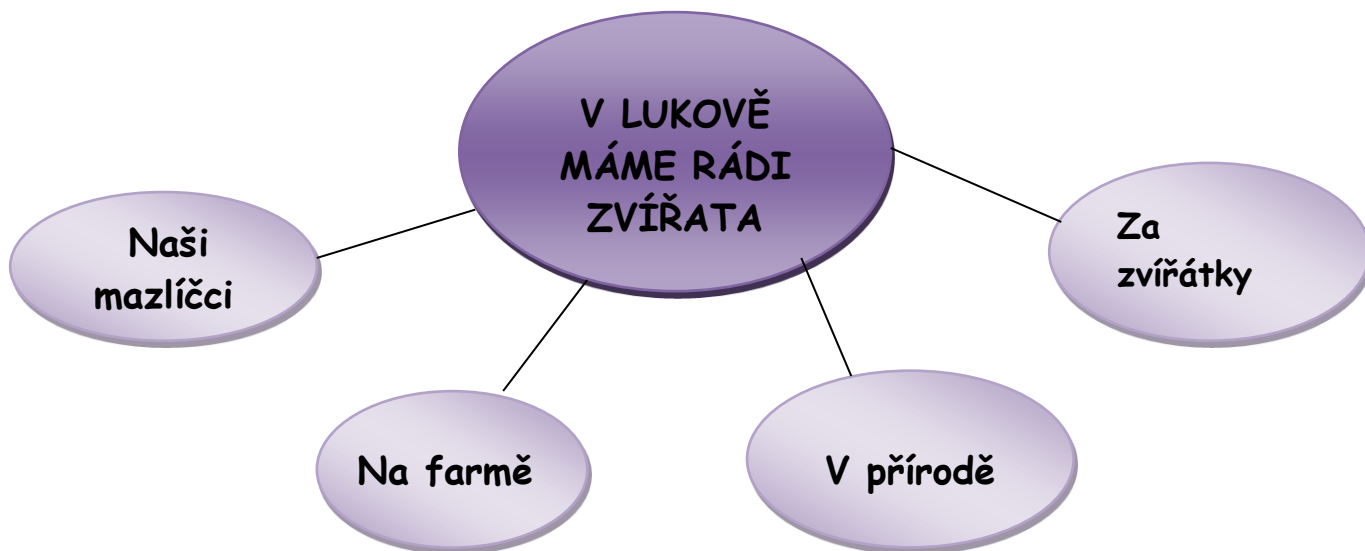 V LUKOVĚ
MÁME RÁDI
ZVÍŘATA
Naši
mazlíčci
Na farmě
V přírodě
Za
zvířátky